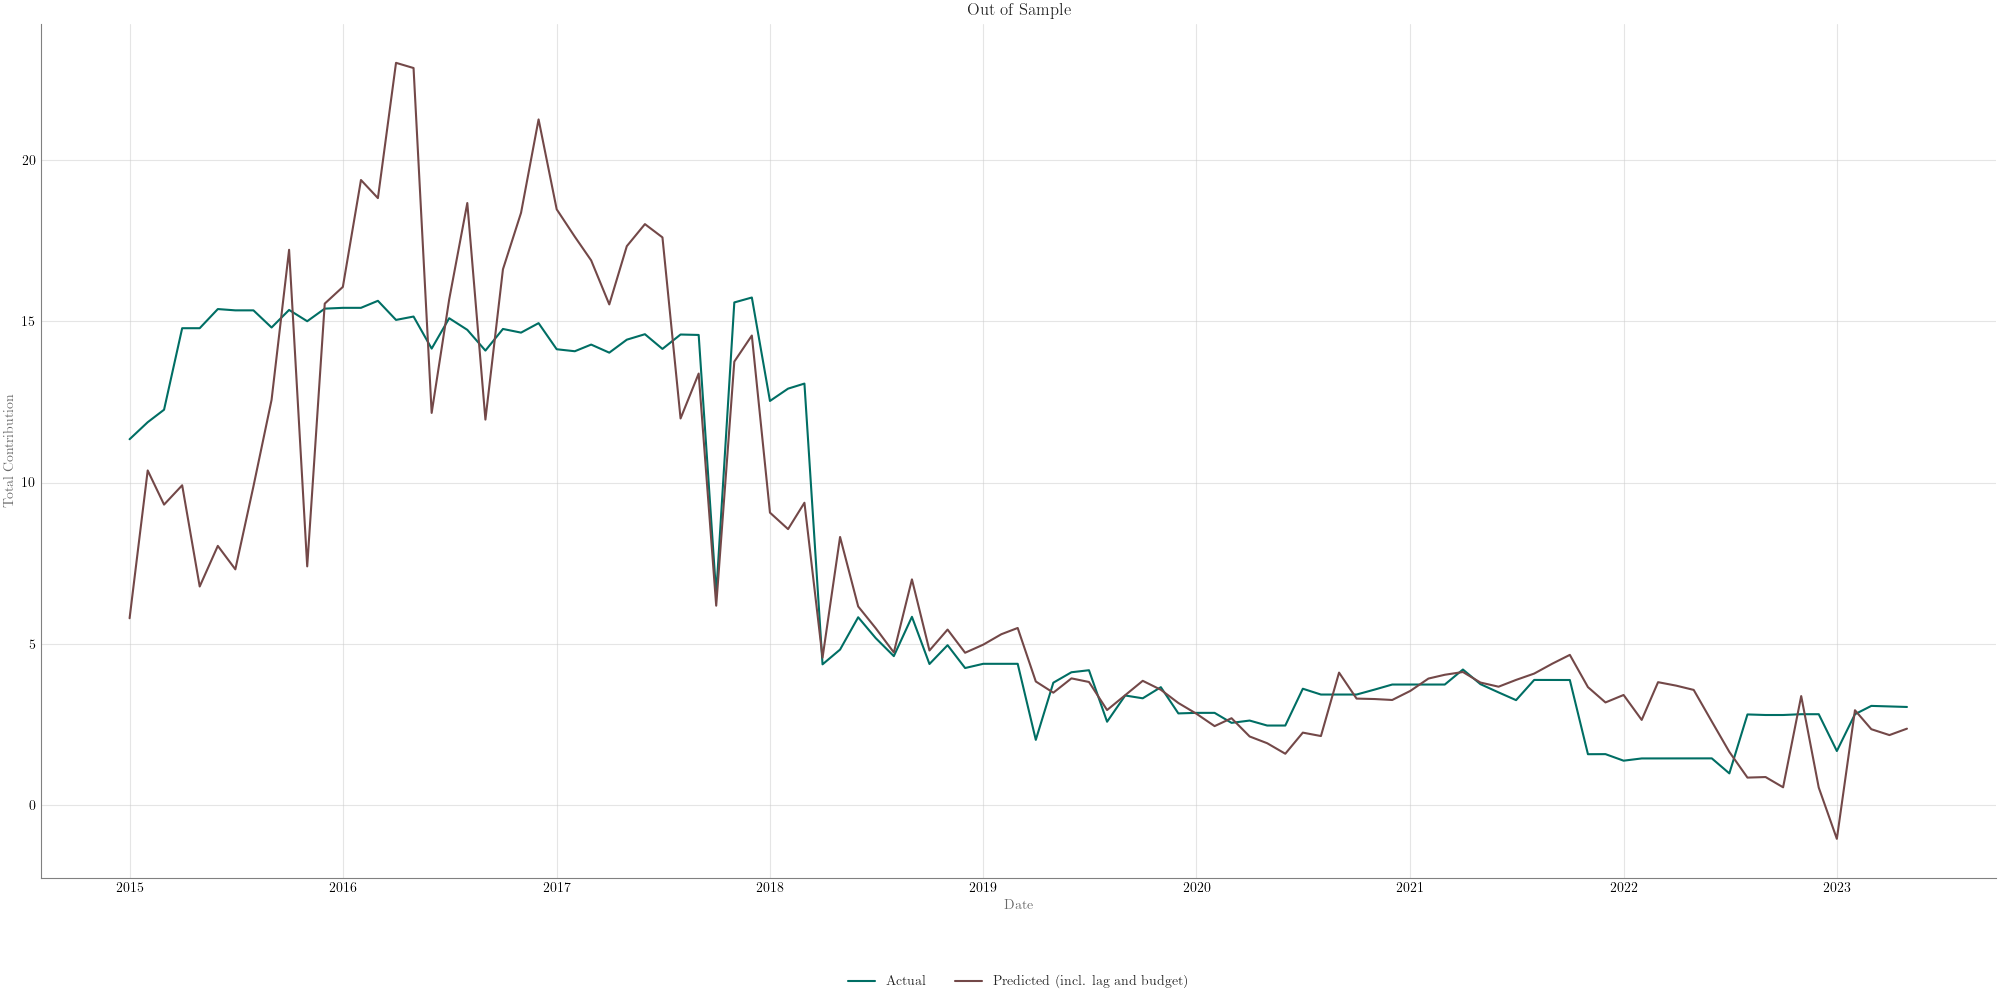 Out of Sample
Total Contribution
20
15
10
5
0
2015 2016 2017 2018 2019 2020 2021 2022 2023
Date
Actual Predicted (incl. lag and budget)